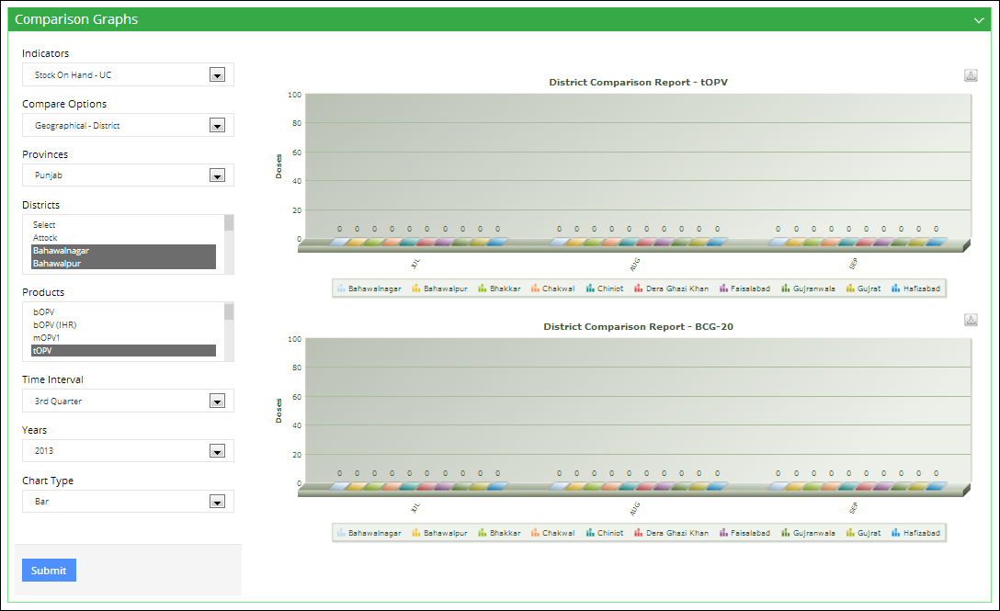 Comparison Graphs
Indicators
Stock On Hand - UC
Compare Options
Geographical - District
Provinces
Punjab
Districts
Select
Attock
Bahawalnagar
Bahawalpur
Products
bOPV
bOPV (IHR)
mOPV1
tOPV
Time Interval
3rd Quarter
Years
2013
Chart Type
Bar
Submit
District Comparison Report - tOPV
Doses
100
80
60
40
20
0
0 0 0 0 0 0 0 0 0 0 0 0 0 0 0 0 0 0 0 0 0 0 0 0 0 0 0 0 0 0
JUL AUG SEP
Bahawalnagar Bahawalpur Bhakkar Chakwal Chiniot Dera Ghazi Khan Faisalabad Gujranwala Gujrat Hafizabad
District Comparison Report - BCG-20
Doses
100
80
60
40
20
0
0 0 0 0 0 0 0 0 0 0 0 0 0 0 0 0 0 0 0 0 0 0 0 0 0 0 0 0 0 0
JUL AUG SEP
Bahawalnagar Bahawalpur Bhakkar Chakwal Chiniot Dera Ghazi Khan Faisalabad Gujranwala Gujrat Hafizabad